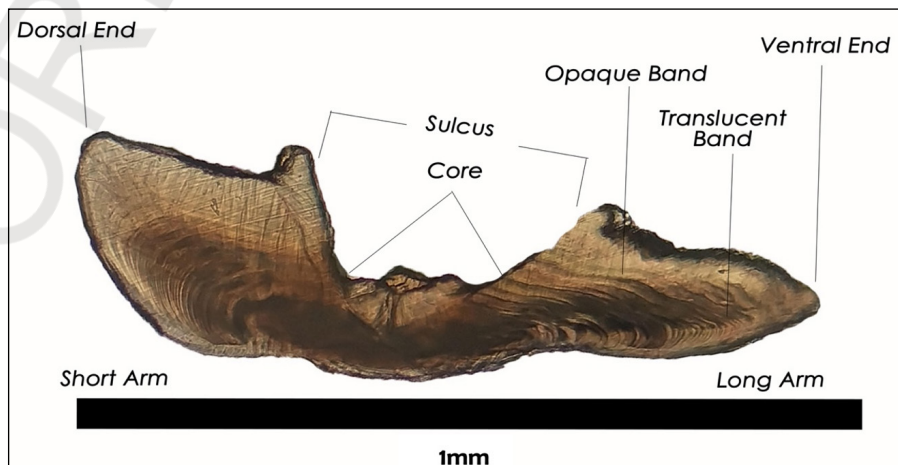 Dorsal End
Ventral End
Opaque Band
Translucent
Band
Sulcus
Core
Short Arm
Long Arm
1mm